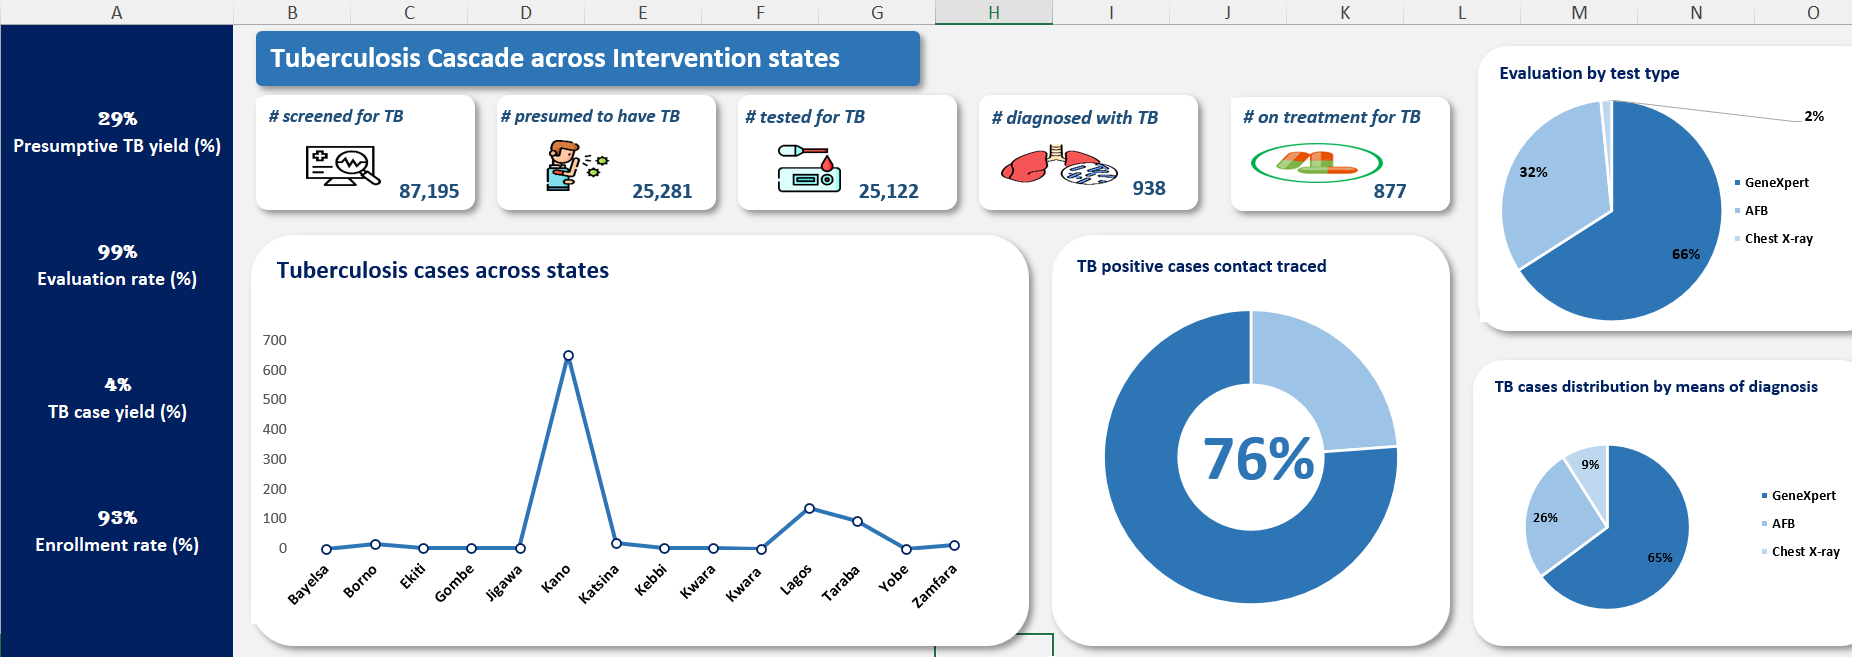 A B C D E F G H I J K L M N O
Tuberculosis Cascade across Intervention states
29%
Presumptive TB yield (%)
99%
Evaluation rate (%)
4%
TB case yield (%)
93%
Enrollment rate (%)
# screened for TB
87,195
# presumed to have TB
25,281
# tested for TB
25,122
# diagnosed with TB
938
# on treatment for TB
877
Tuberculosis cases across states
700
600
500
400
300
200
100
0
Bayelsa Borno Ekiti Gombe Jigawa Kano Katsina Kebbi Kwara Kwara Lagos Taraba Yobe Zamfara
TB positive cases contact traced
76%
Evaluation by test type
2%
32%
66%
GeneXpert
AFB
Chest X-ray
TB cases distribution by means of diagnosis
9%
26%
65%
GeneXpert
AFB
Chest X-ray